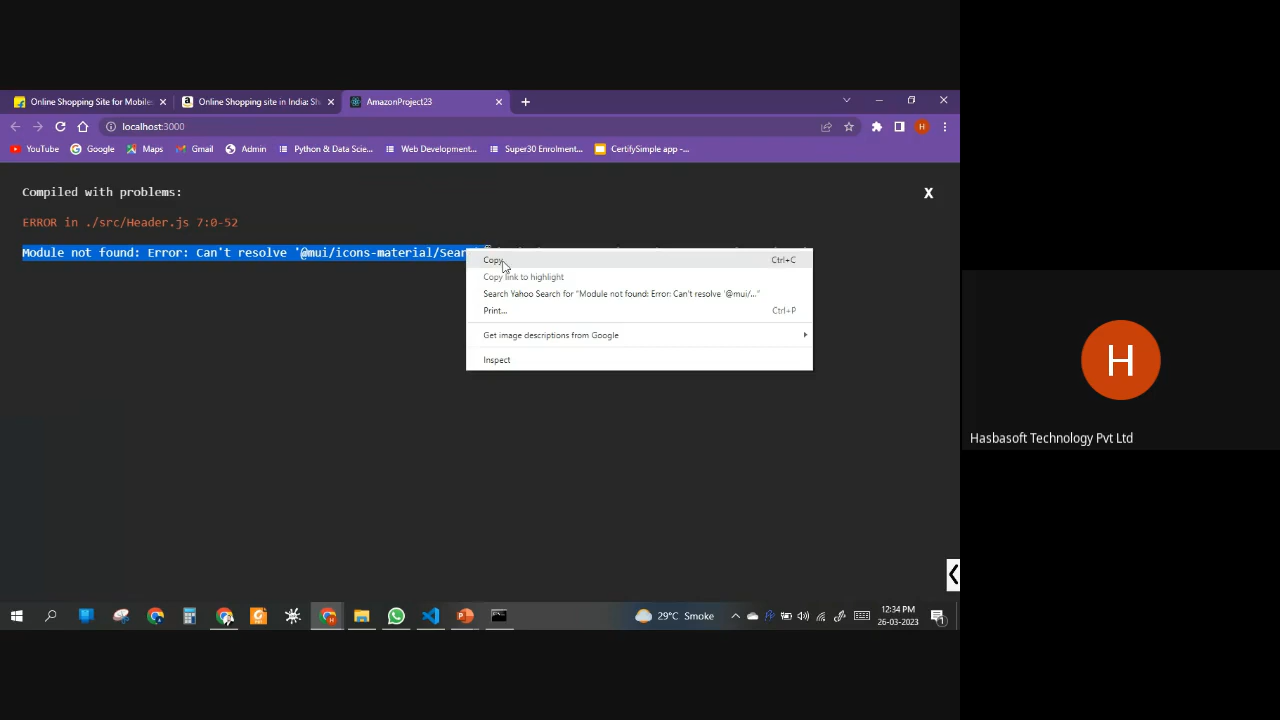 Online Shopping Site for Mobiles
Online Shopping site in India: Sh
AmazonProject23
localhost:3000
H
YouTube
Google
Maps
Gmail
Admin
Python & Data Scie...
Web Development...
Super30 Enrolment...
CertifySimple app -...
Compiled with problems:
X
ERROR in ./src/Header.js 7:0-52
Module not found: Error: Can't resolve '@mui/icons-material/Sear
Copy
Ctrl+C
Copy link to highlight
Search Yahoo Search for "Module not found: Error: Can't resolve '@mui/..."
Print...
Ctrl+P
Get image descriptions from Google
Inspect
H
Hasbasoft Technology Pvt Ltd
29°C Smoke
12:34 PM
26-03-2023
1